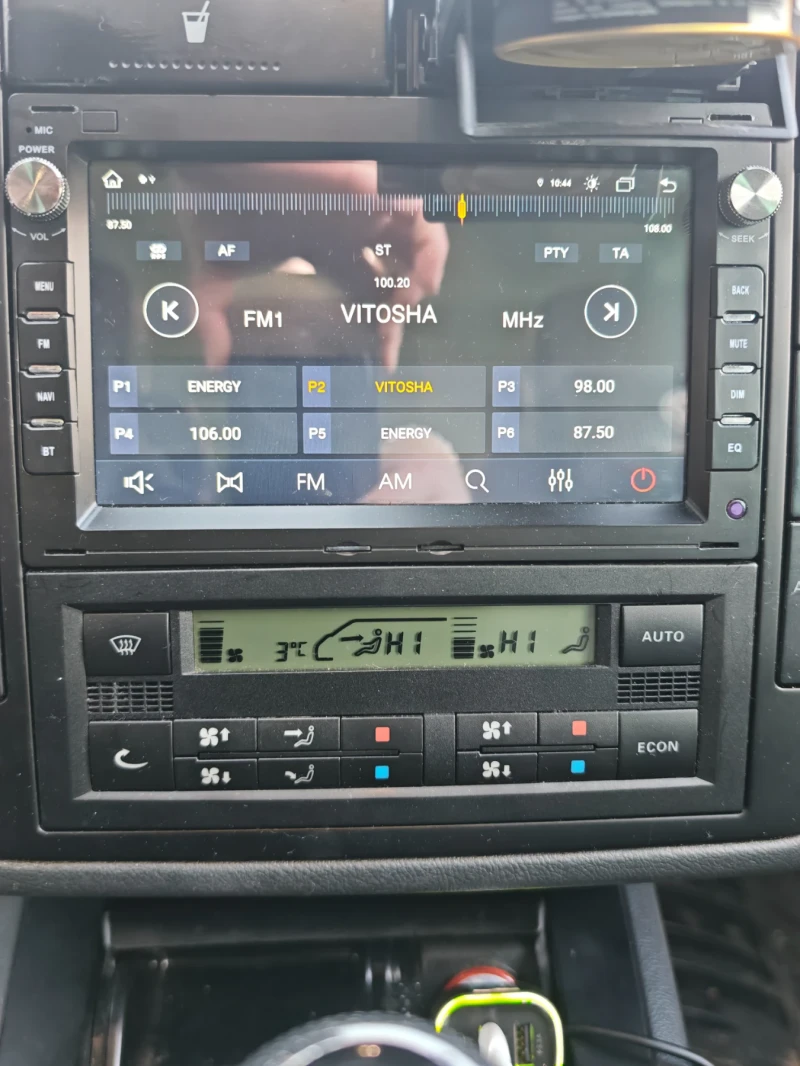 MIC
POWER
VOL
SEEK
10:44
87.50
108.00
AF
ST
PTY
TA
100.20
FM1
VITOSHA
MHz
P1 ENERGY
P2 VITOSHA
P3 98.00
P4 106.00
P5 ENERGY
P6 87.50
FM
AM
MENU
FM
NAVI
BT
BACK
MUTE
DIM
EQ
3°C
HI
HI
AUTO
ECON